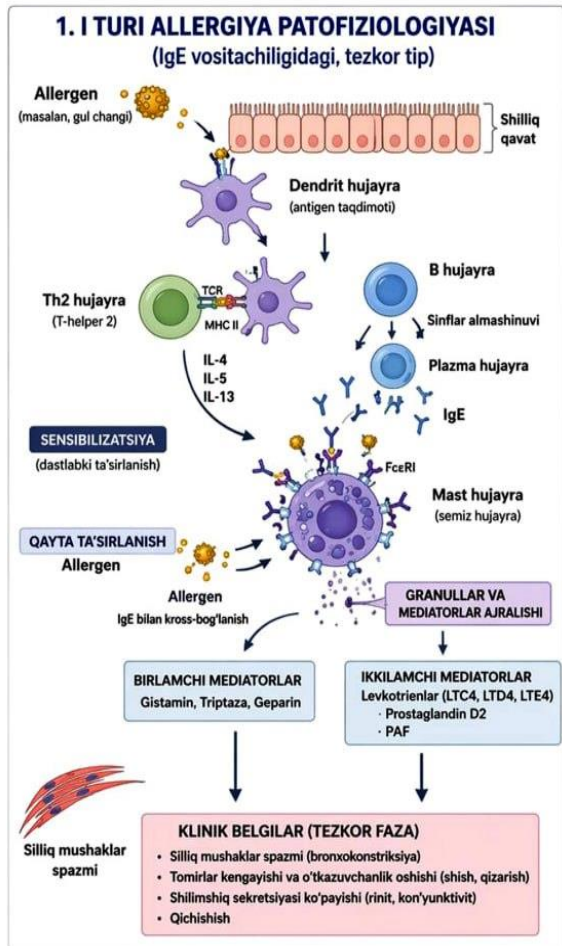 1. I TURI ALLERGIYA PATOFIZIOLOGIYASI
(IgE vositachiligidagi, tezkor tip)
Allergen
(masalan, gul changi)
Shilliq
qavat
Dendrit hujayra
(antigen taqdimoti)
Th2 hujayra
(T-helper 2)
TCR
MHC II
B hujayra
Sinflar almashinuvi
Plazma hujayra
IgE
IL-4
IL-5
IL-13
SENSIBILIZATSIYA
(dastlabki ta'sirlanish)
FcεRI
Mast hujayra
(semiz hujayra)
QAYTA TA'SIRLANISH
Allergen
Allergen
IgE bilan kross-bog'lanish
GRANULLAR VA
MEDIATORLAR AJRALISHI
BIRLAMCHI MEDIATORLAR
Gistamin, Triptaza, Geparin
IKKILAMCHI MEDIATORLAR
Levkotrienlar (LTC4, LTD4, LTE4)
· Prostaglandin D2
· PAF
Silliq mushaklar
spazmi
KLINIK BELGILAR (TEZKOR FAZA)
• Silliq mushaklar spazmi (bronxokonstriksiya)
• Tomirlar kengayishi va o'tkazuvchanlik oshishi (shish, qizarish)
• Shilimshiq sekretsiyasi ko'payishi (rinit, kon'yunktivit)
• Qichishish